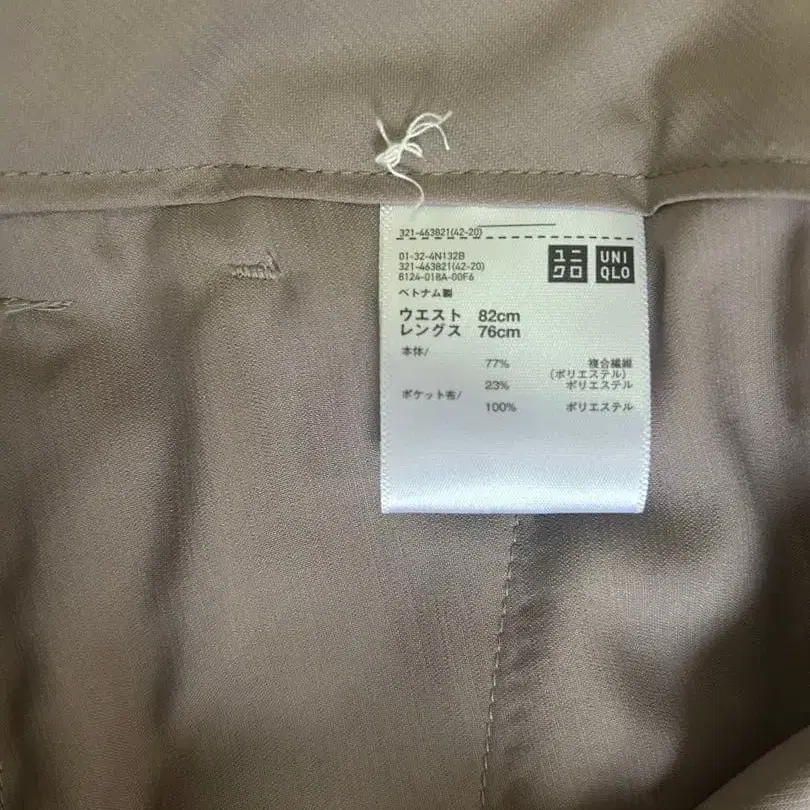 321-463821(42-20)
01-32-4N132B
321-463821(42-20)
6124-018A-00F6
ユニクロ
UNIQLO
ベトナム製
ウエスト 82cm
レングス 76cm
本体/
77% 複合繊維
(ポリエステル)
23% ポリエステル
ポケット布/
100% ポリエステル